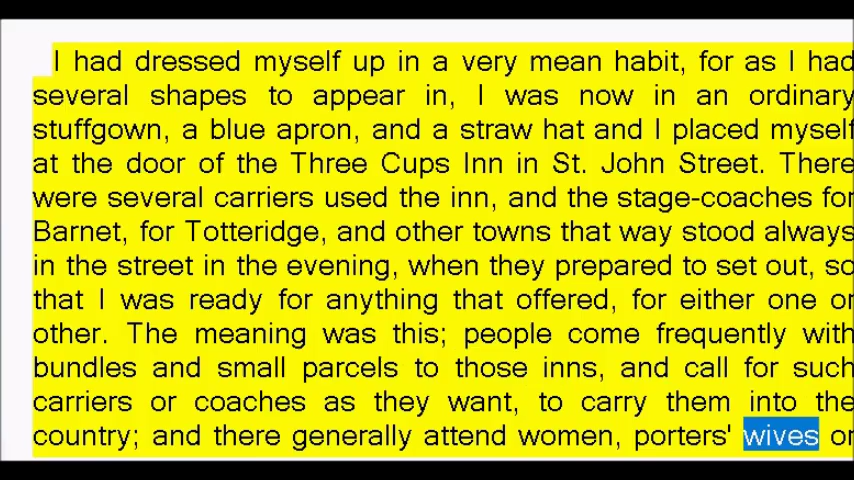 I had dressed myself up in a very mean habit, for as I had
several shapes to appear in, I was now in an ordinary
stuffgown, a blue apron, and a straw hat and I placed myself
at the door of the Three Cups Inn in St. John Street. There
were several carriers used the inn, and the stage-coaches for
Barnet, for Totteridge, and other towns that way stood always
in the street in the evening, when they prepared to set out, so
that I was ready for anything that offered, for either one or
other. The meaning was this; people come frequently with
bundles and small parcels to those inns, and call for such
carriers or coaches as they want, to carry them into the
country; and there generally attend women, porters' wives or